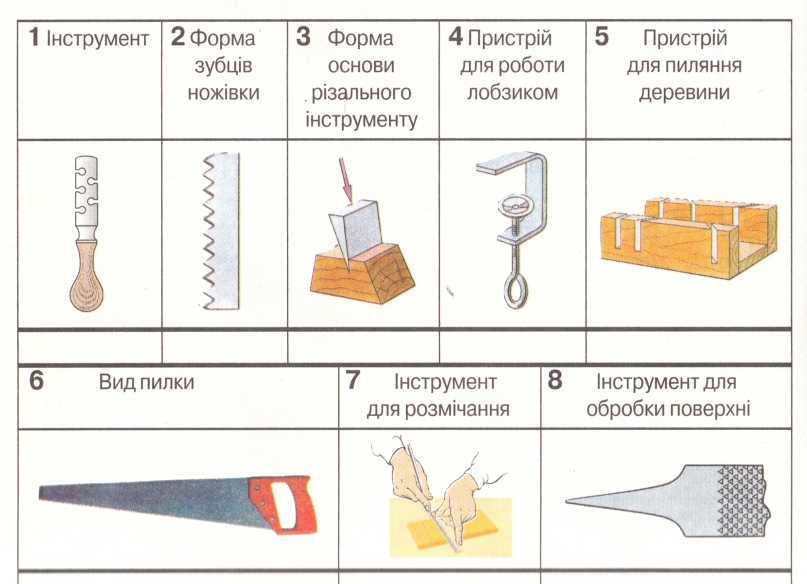 1 Інструмент
2 Форма
зубців
ножівки
3 Форма
основи
різального
інструменту
4 Пристрій
для роботи
лобзиком
5 Пристрій
для пиляння
деревини
6 Вид пилки
7 Інструмент
для розмічання
8 Інструмент для
обробки поверхні